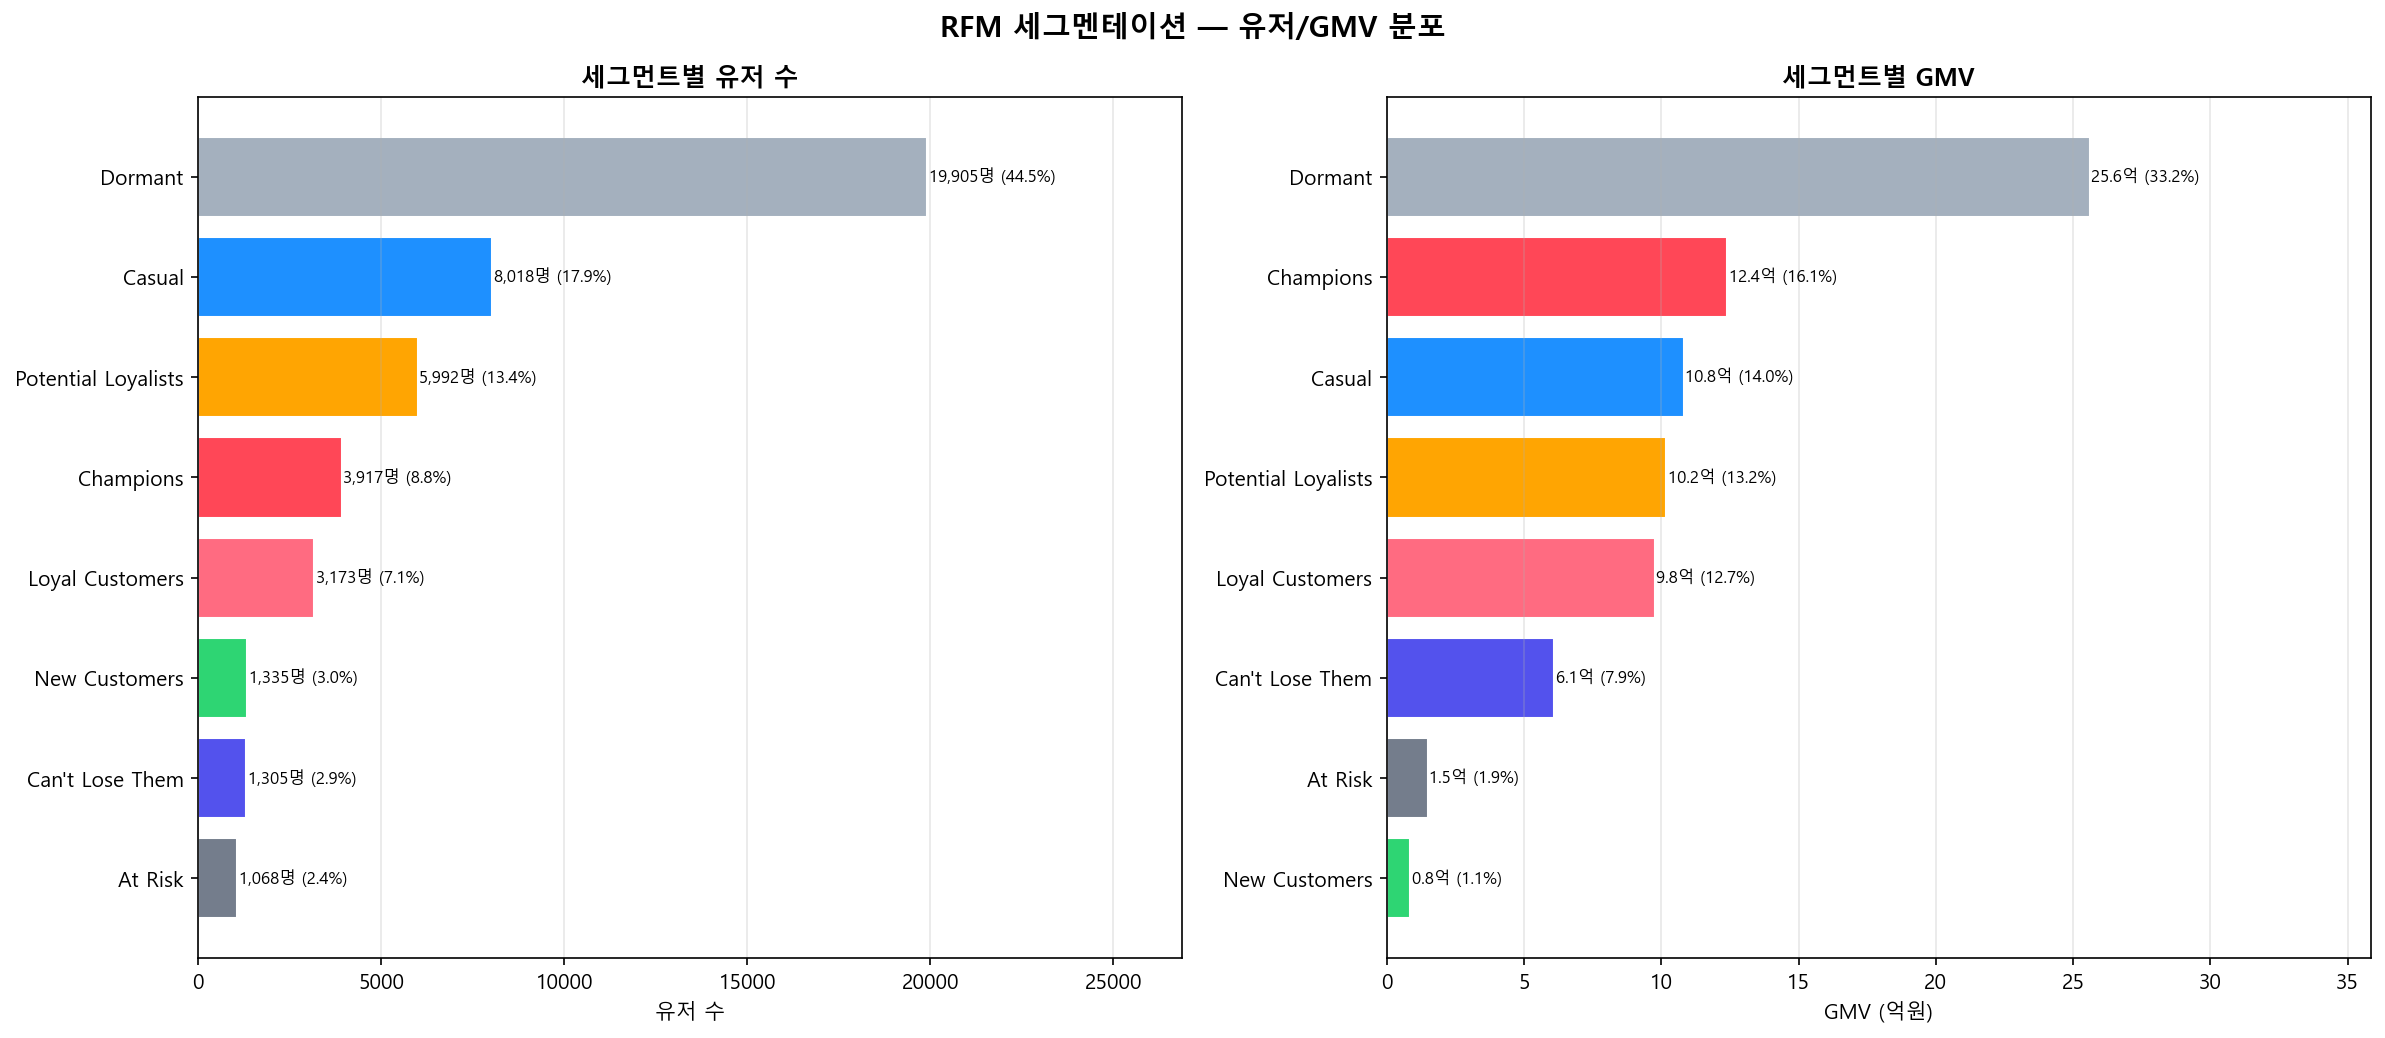 RFM 세그멘테이션 — 유저/GMV 분포
세그먼트별 유저 수
Dormant
19,905명 (44.5%)
Casual
8,018명 (17.9%)
Potential Loyalists
5,992명 (13.4%)
Champions
3,917명 (8.8%)
Loyal Customers
3,173명 (7.1%)
New Customers
1,335명 (3.0%)
Can't Lose Them
1,305명 (2.9%)
At Risk
1,068명 (2.4%)
0 5000 10000 15000 20000 25000
유저 수
세그먼트별 GMV
Dormant
25.6억 (33.2%)
Champions
12.4억 (16.1%)
Casual
10.8억 (14.0%)
Potential Loyalists
10.2억 (13.2%)
Loyal Customers
9.8억 (12.7%)
Can't Lose Them
6.1억 (7.9%)
At Risk
1.5억 (1.9%)
New Customers
0.8억 (1.1%)
0 5 10 15 20 25 30 35
GMV (억원)